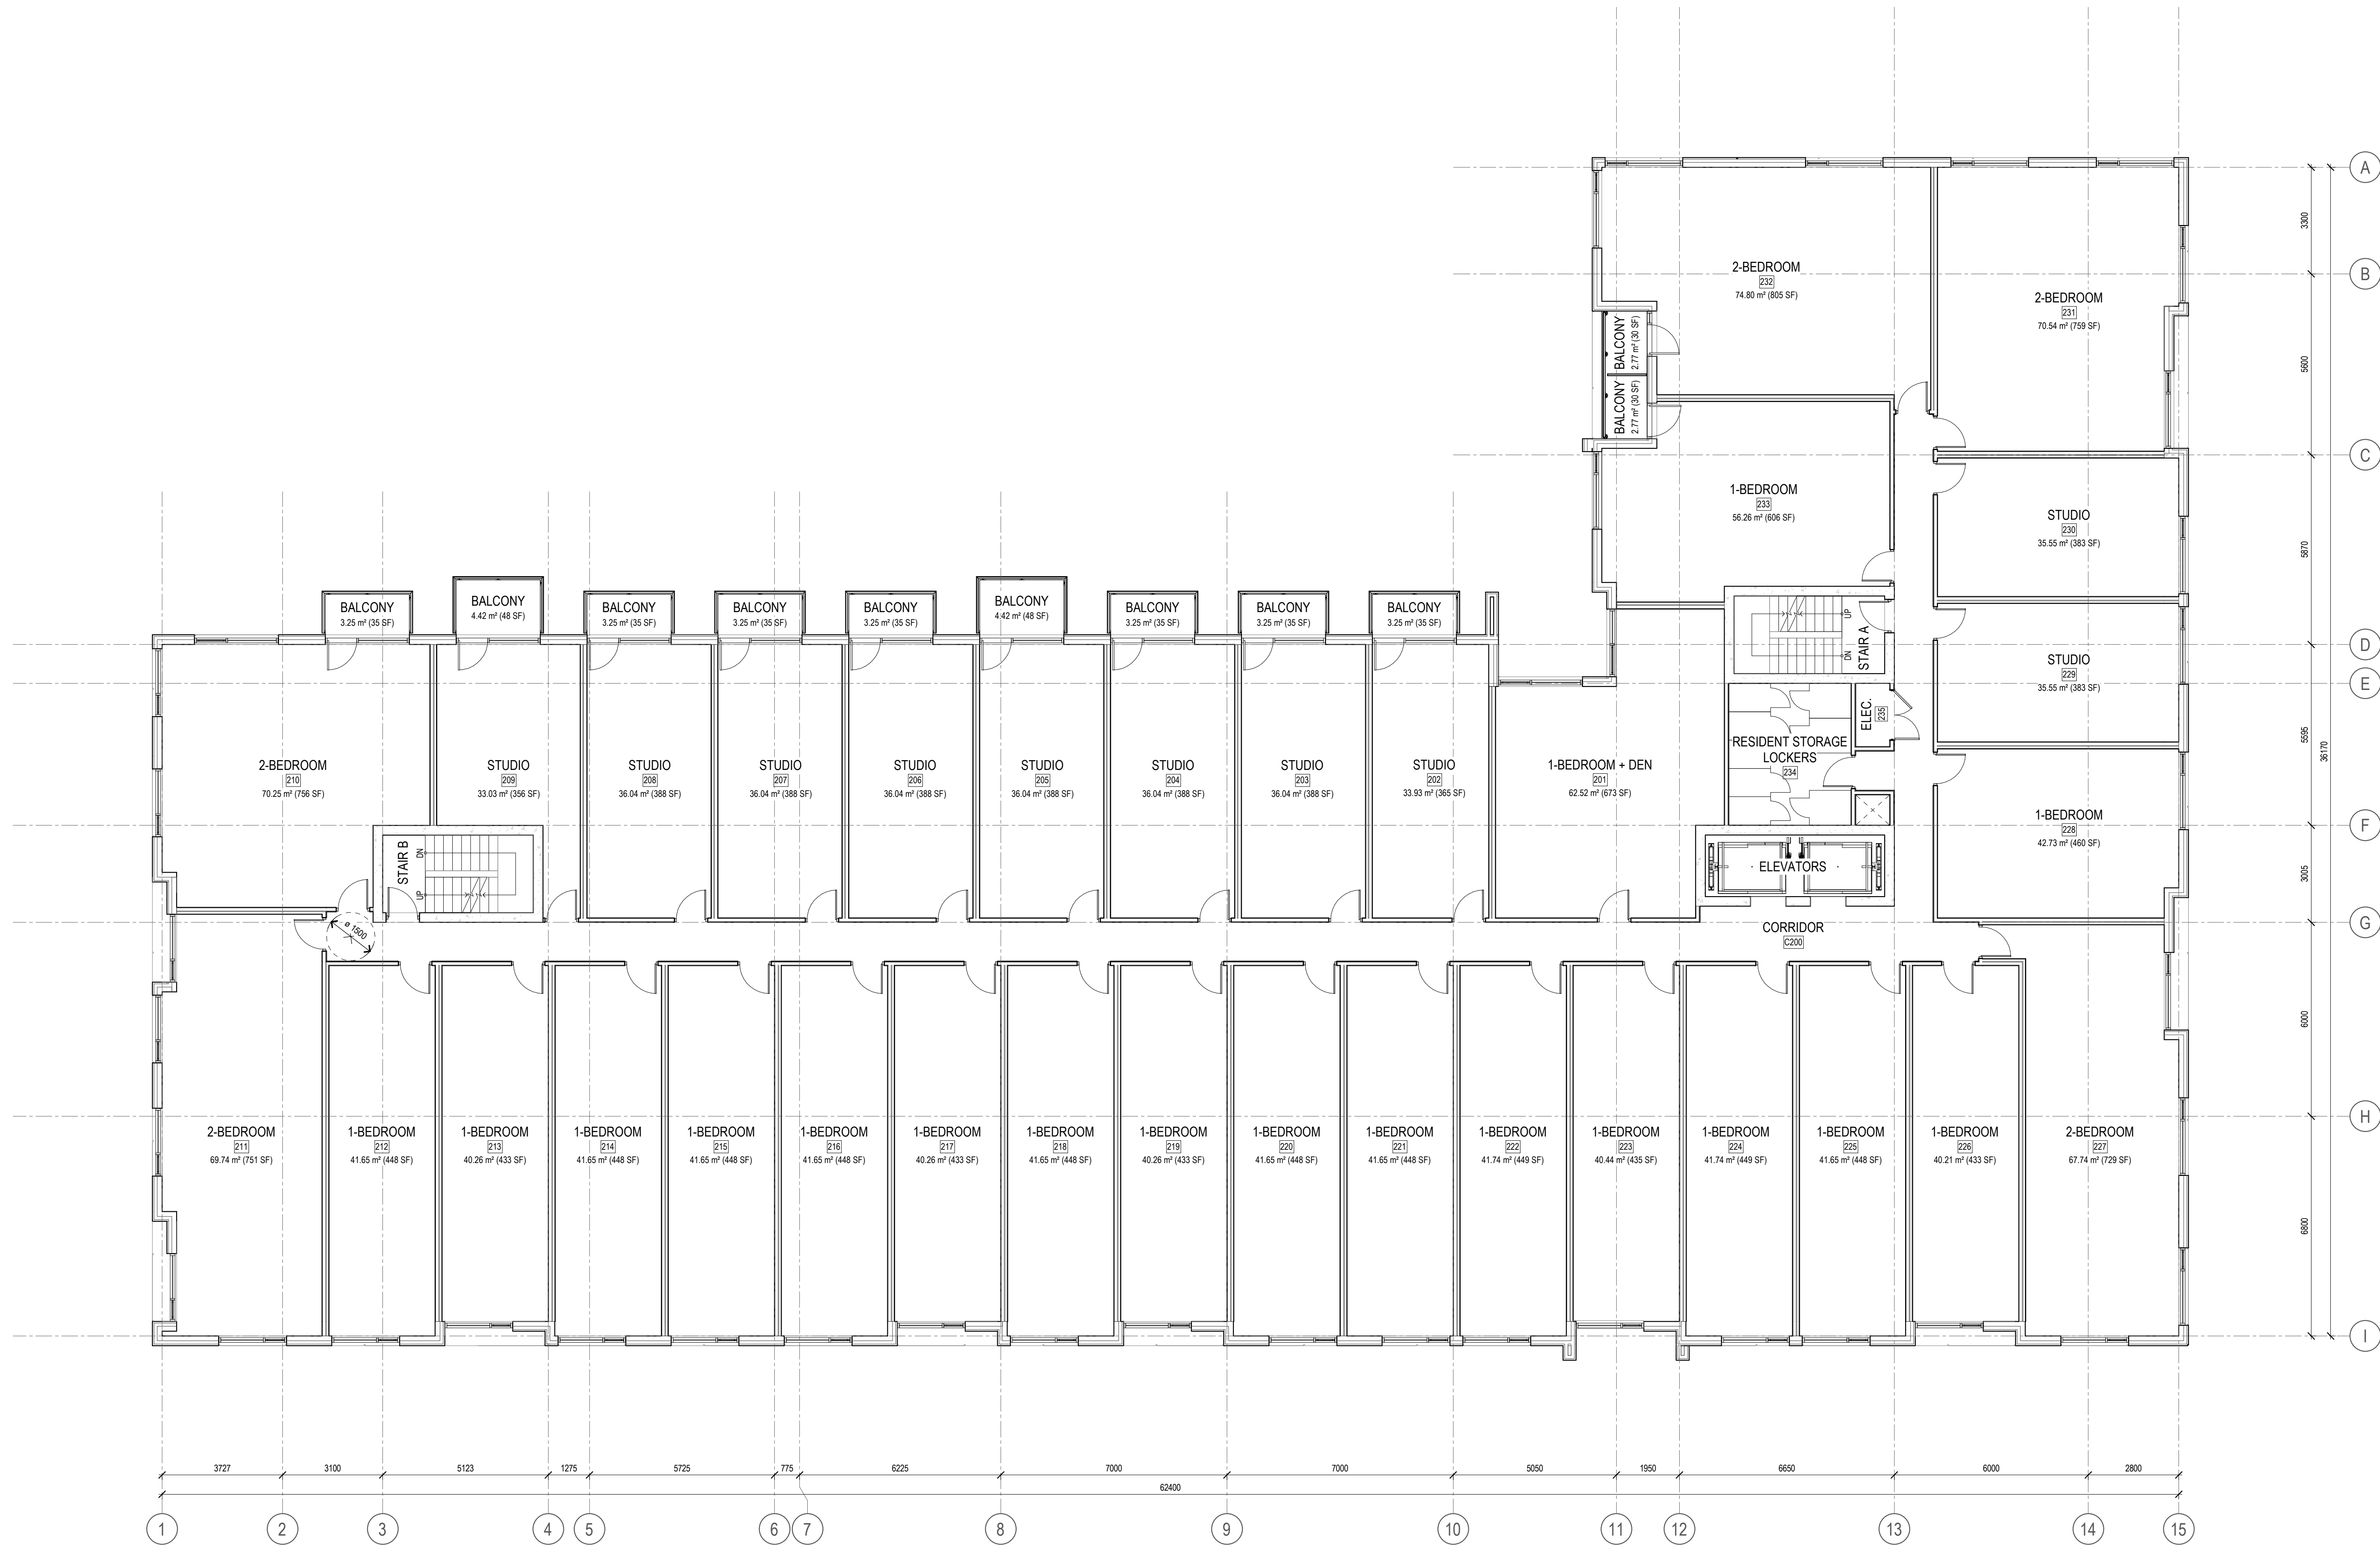 A
3300
2-BEDROOM
232
74.80 m² (805 SF)
B
2-BEDROOM
231
70.54 m² (759 SF)
BALCONY
2.77 m² (30 SF)
5600
36170
BALCONY
2.77 m² (30 SF)
C
1-BEDROOM
233
56.26 m² (606 SF)
STUDIO
230
35.55 m² (383 SF)
5870
BALCONY
3.25 m² (35 SF)
BALCONY
4.42 m² (48 SF)
BALCONY
3.25 m² (35 SF)
BALCONY
3.25 m² (35 SF)
BALCONY
3.25 m² (35 SF)
BALCONY
4.42 m² (48 SF)
BALCONY
3.25 m² (35 SF)
BALCONY
3.25 m² (35 SF)
BALCONY
3.25 m² (35 SF)
UP
DN
STAIR A
D
STUDIO
229
35.55 m² (383 SF)
E
ELEC.
235
5595
2-BEDROOM
210
70.25 m² (756 SF)
STUDIO
209
33.03 m² (356 SF)
STUDIO
208
36.04 m² (388 SF)
STUDIO
207
36.04 m² (388 SF)
STUDIO
206
36.04 m² (388 SF)
STUDIO
205
36.04 m² (388 SF)
STUDIO
204
36.04 m² (388 SF)
STUDIO
203
36.04 m² (388 SF)
STUDIO
202
33.93 m² (365 SF)
1-BEDROOM + DEN
201
62.52 m² (673 SF)
RESIDENT STORAGE
LOCKERS
234
1-BEDROOM
228
42.73 m² (460 SF)
F
STAIR B
DN
UP
ELEVATORS
3005
ø 1500
CORRIDOR
C200
G
6000
H
2-BEDROOM
211
69.74 m² (751 SF)
1-BEDROOM
212
41.65 m² (448 SF)
1-BEDROOM
213
40.26 m² (433 SF)
1-BEDROOM
214
41.65 m² (448 SF)
1-BEDROOM
215
41.65 m² (448 SF)
1-BEDROOM
216
41.65 m² (448 SF)
1-BEDROOM
217
40.26 m² (433 SF)
1-BEDROOM
218
41.65 m² (448 SF)
1-BEDROOM
219
40.26 m² (433 SF)
1-BEDROOM
220
41.65 m² (448 SF)
1-BEDROOM
221
41.65 m² (448 SF)
1-BEDROOM
222
41.74 m² (449 SF)
1-BEDROOM
223
40.44 m² (435 SF)
1-BEDROOM
224
41.74 m² (449 SF)
1-BEDROOM
225
41.65 m² (448 SF)
1-BEDROOM
226
40.21 m² (433 SF)
2-BEDROOM
227
67.74 m² (729 SF)
6800
I
3727 3100 5123 1275 5725 775 6225 7000 7000 5050 1950 6650 6000 2800
62400
1 2 3 4 5 6 7 8 9 10 11 12 13 14 15